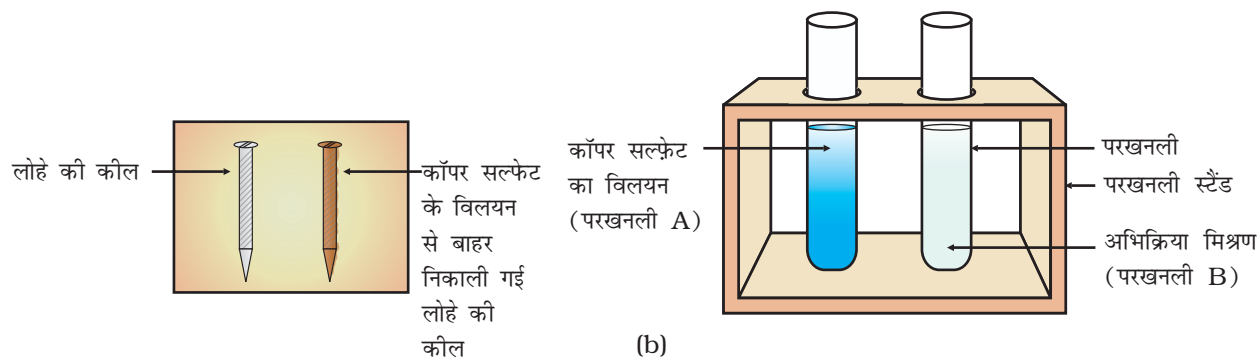 लोहे की कील
कॉपर सल्फेट
के विलयन
से बाहर
निकाली गई
लोहे की
कील
कॉपर सल्फ़ेट
का विलयन
(परखनली A)
परखनली
परखनली स्टैंड
अभिक्रिया मिश्रण
(परखनली B)
(b)